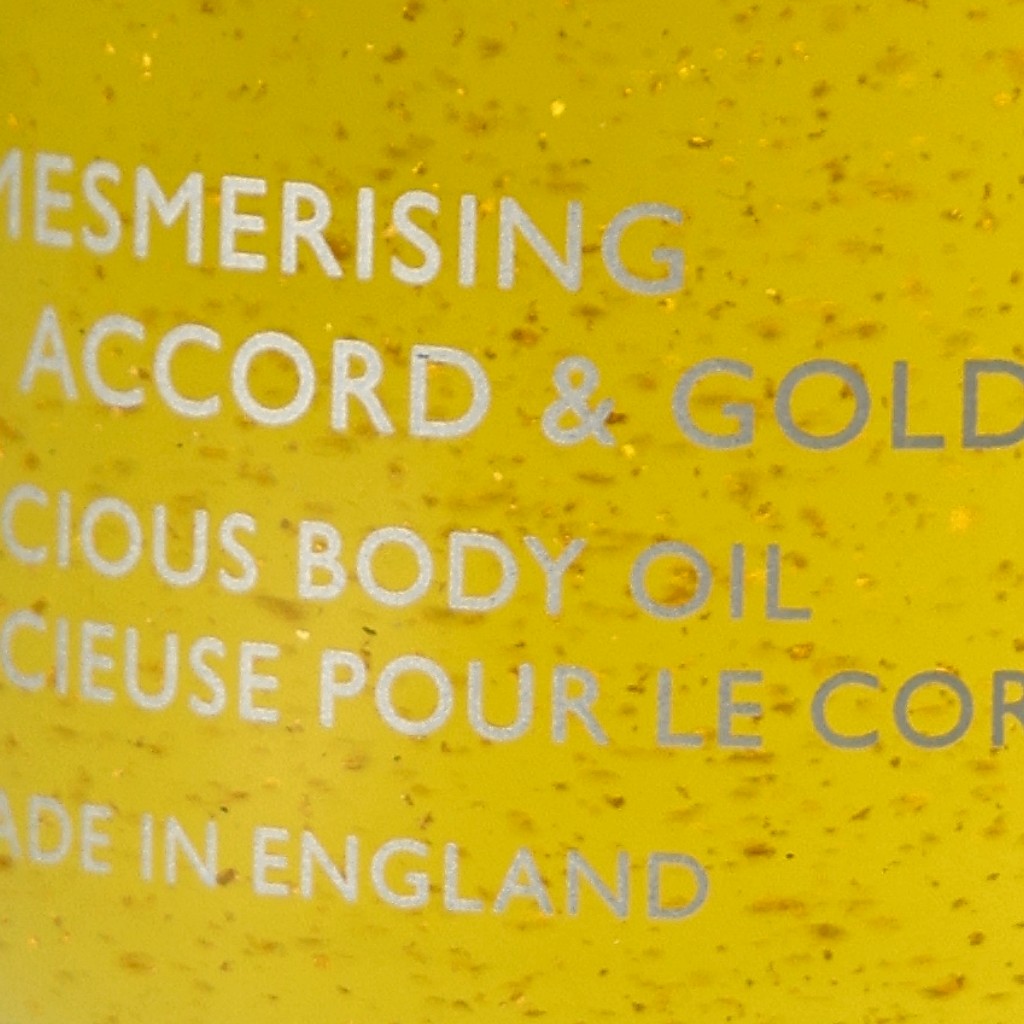 MESMERISING
ACCORD & GOLD
CIOUS BODY OIL
CIEUSE POUR LE COR
ADE IN ENGLAND